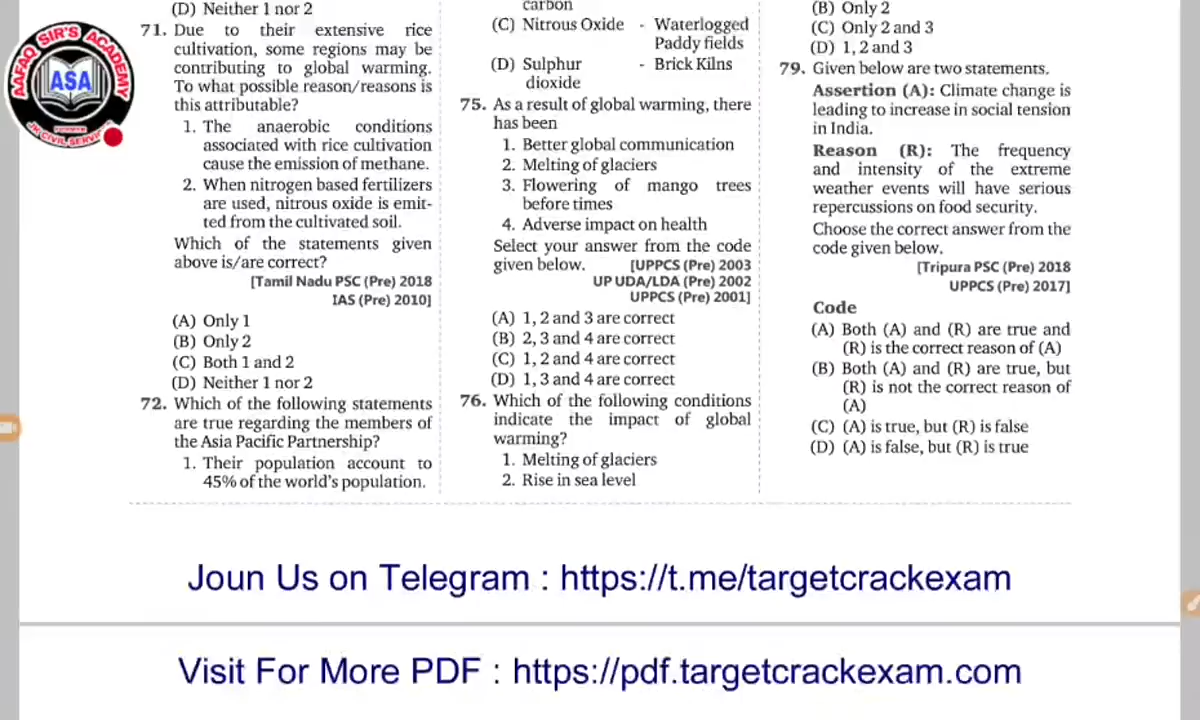 AAFAQ SIR'S ACADEMY
ASA
(D) Neither 1 nor 2
71. Due to their extensive rice
cultivation, some regions may be
contributing to global warming.
To what possible reason/reasons is
this attributable?
1. The anaerobic conditions
associated with rice cultivation
cause the emission of methane.
2. When nitrogen based fertilizers
are used, nitrous oxide is emit-
ted from the cultivated soil.
Which of the statements given
above is/are correct?
[Tamil Nadu PSC (Pre) 2018
IAS (Pre) 2010]
(A) Only 1
(B) Only 2
(C) Both 1 and 2
(D) Neither 1 nor 2
72. Which of the following statements
are true regarding the members of
the Asia Pacific Partnership?
1. Their population account to
45% of the world's population.
carbon
(C) Nitrous Oxide - Waterlogged
Paddy fields
(D) Sulphur - Brick Kilns
dioxide
75. As a result of global warming, there
has been
1. Better global communication
2. Melting of glaciers
3. Flowering of mango trees
before times
4. Adverse impact on health
Select your answer from the code
given below. [UPPCS (Pre) 2003
UP UDA/LDA (Pre) 2002
UPPCS (Pre) 2001]
(A) 1, 2 and 3 are correct
(B) 2, 3 and 4 are correct
(C) 1, 2 and 4 are correct
(D) 1, 3 and 4 are correct
76. Which of the following conditions
indicate the impact of global
warming?
1. Melting of glaciers
2. Rise in sea level
(B) Only 2
(C) Only 2 and 3
(D) 1, 2 and 3
79. Given below are two statements.
Assertion (A): Climate change is
leading to increase in social tension
in India.
Reason (R): The frequency
and intensity of the extreme
weather events will have serious
repercussions on food security.
Choose the correct answer from the
code given below.
[Tripura PSC (Pre) 2018
UPPCS (Pre) 2017]
Code
(A) Both (A) and (R) are true and
(R) is the correct reason of (A)
(B) Both (A) and (R) are true, but
(R) is not the correct reason of
(A)
(C) (A) is true, but (R) is false
(D) (A) is false, but (R) is true
Joun Us on Telegram : https://t.me/targetcrackexam
Visit For More PDF : https://pdf.targetcrackexam.com